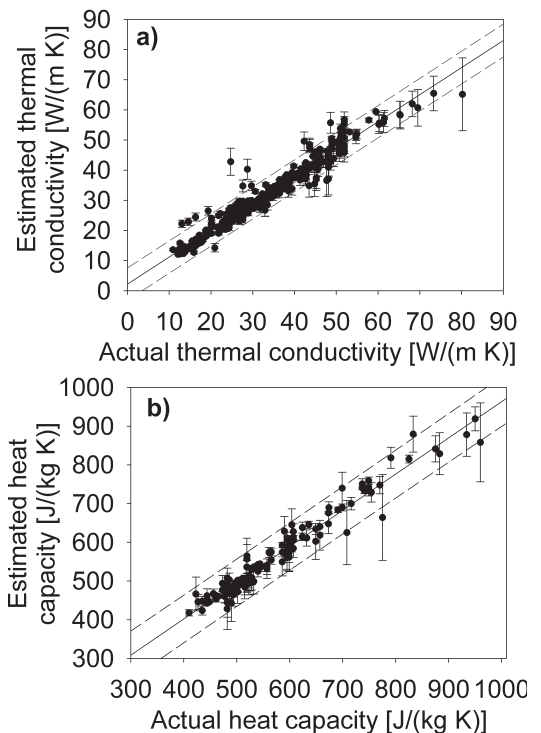 90
a)
80
70
60
50
40
30
20
10
0
Estimated thermal
conductivity [W/(m K)]
0 10 20 30 40 50 60 70 80 90
Actual thermal conductivity [W/(m K)]
1000
b)
900
800
700
600
500
400
300
Estimated heat
capacity [J/(kg K)]
300 400 500 600 700 800 900 1000
Actual heat capacity [J/(kg K)]